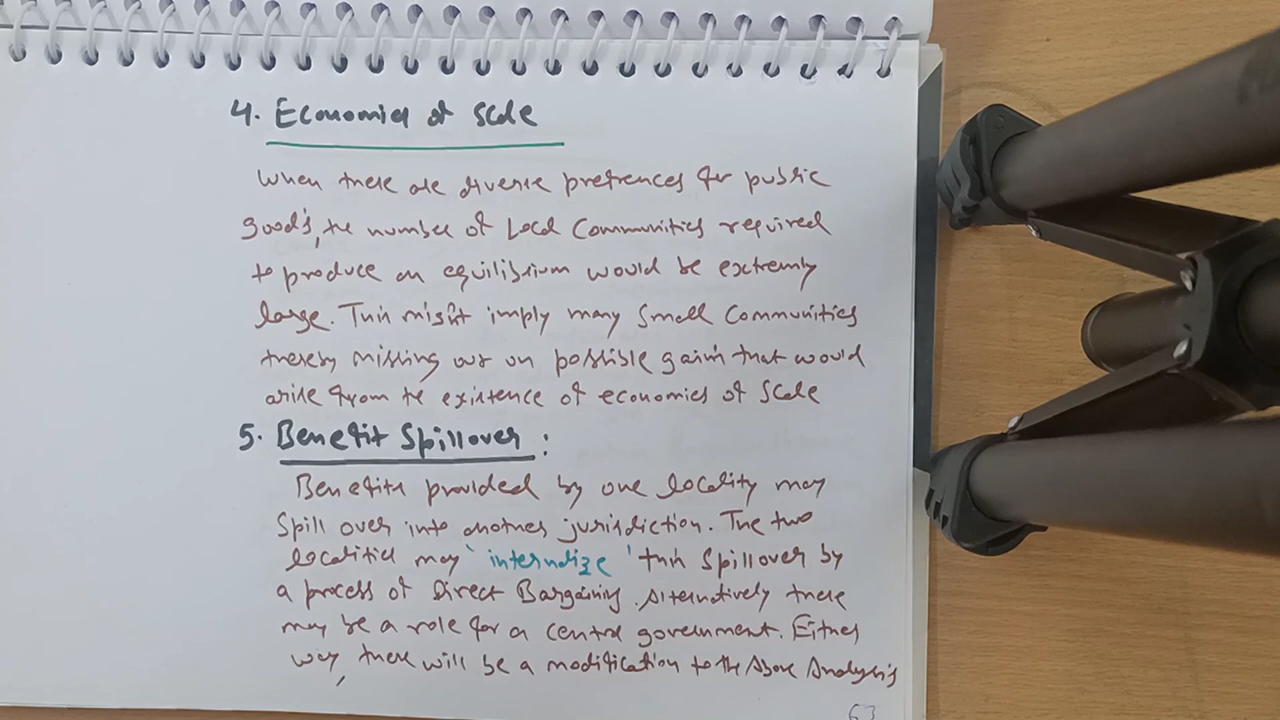 4. Economies of scale
When there are diverse prefrences for public
goods, the number of Local Communities required
to produce an equilibrium would be extremly
large. This might imply many small communities
thereby missing out on possible gains that would
arise from the existence of economies of scale
5. Benefit Spillover :
Benefits provided by one locality may
spill over into another jurisdiction. The two
localities may 'internalize' this spillover by
a process of Direct Bargaining. Alternatively there
may be a role for a central government. Either
way, there will be a modification to the Above Analysis
63